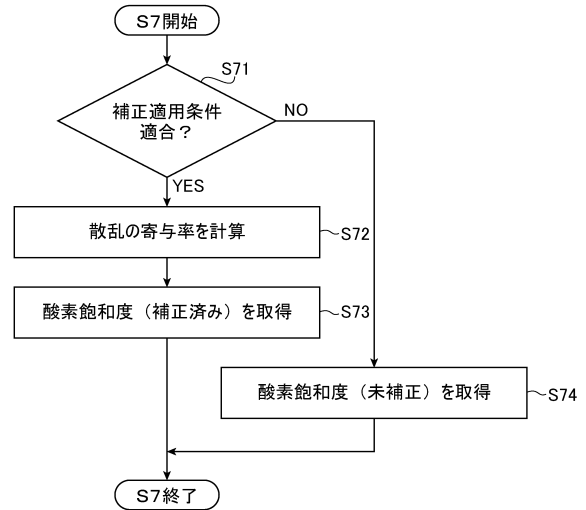 S7開始
S71
補正適用条件
適合？
NO
YES
散乱の寄与率を計算
S72
酸素飽和度（補正済み）を取得
S73
酸素飽和度（未補正）を取得
S74
S7終了